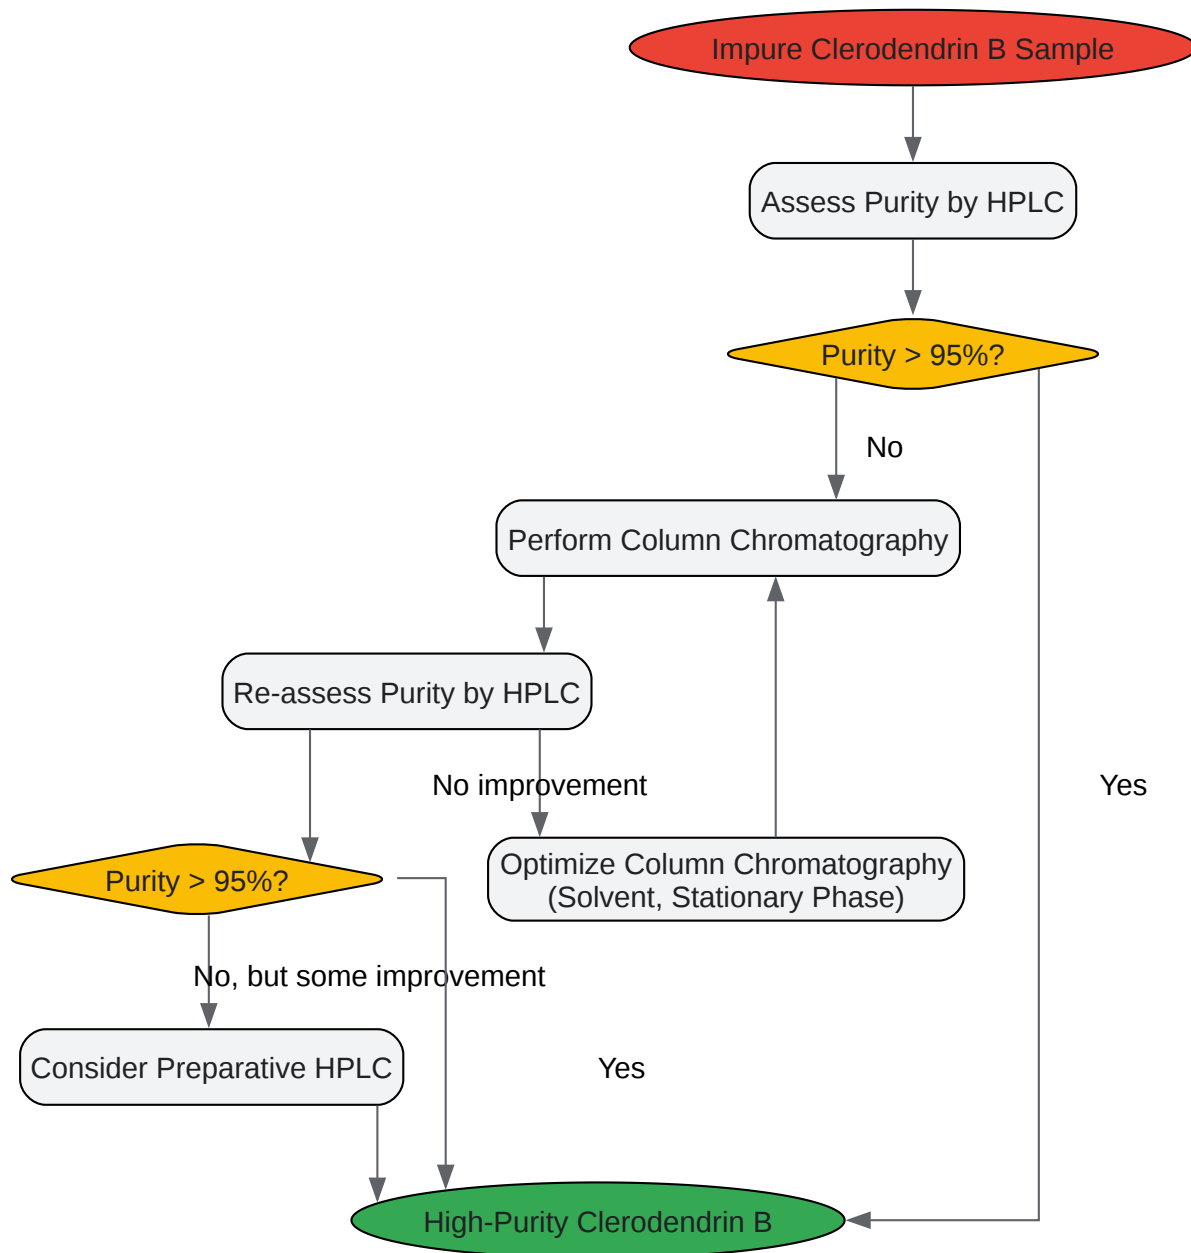 Impure Clerodendrin B Sample
Assess Purity by HPLC
Purity > 95%?
No
Perform Column Chromatography
Re-assess Purity by HPLC
No improvement
Yes
Optimize Column Chromatography
(Solvent, Stationary Phase)
Purity > 95%?
No, but some improvement
Consider Preparative HPLC
Yes
High-Purity Clerodendrin B